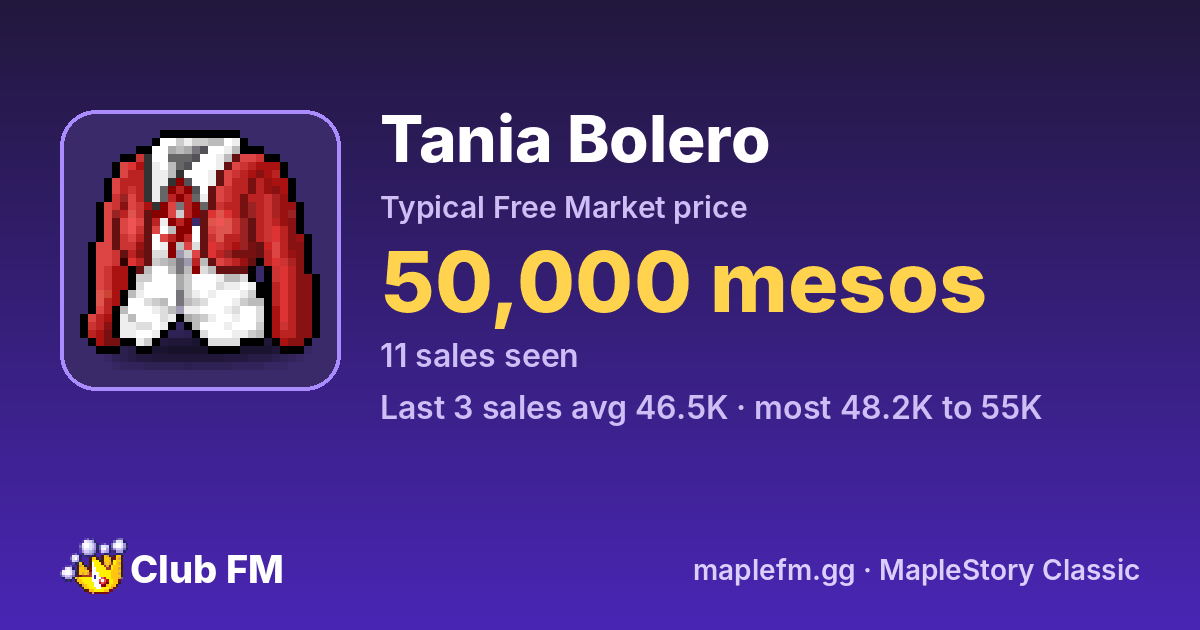 Tania Bolero
Typical Free Market price
50,000 mesos
11 sales seen
Last 3 sales avg 46.5K · most 48.2K to 55K
Club FM
maplefm.gg · MapleStory Classic